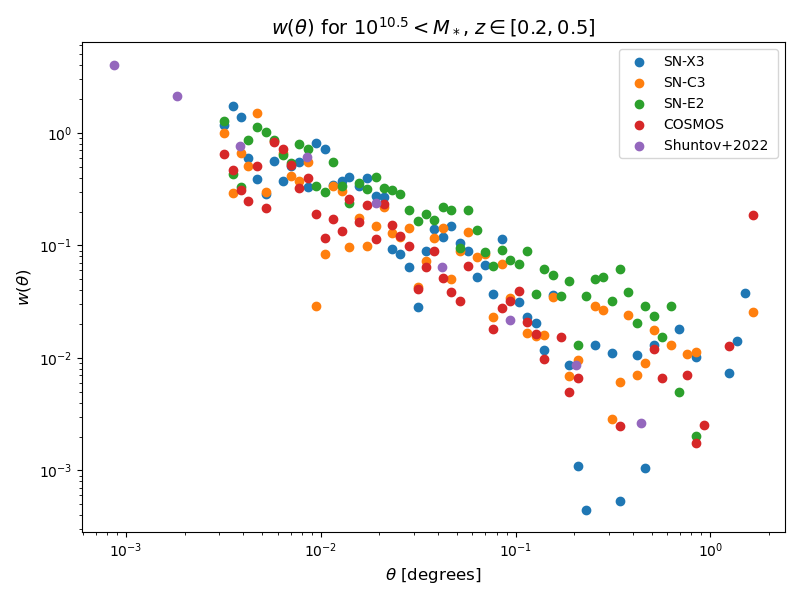 w(θ) for 10^{10.5} < M_*, z ∈ [0.2, 0.5]
SN-X3
SN-C3
SN-E2
COSMOS
Shuntov+2022
w(θ)
10^0
10^{-1}
10^{-2}
10^{-3}
10^{-3}
10^{-2}
10^{-1}
10^0
θ [degrees]